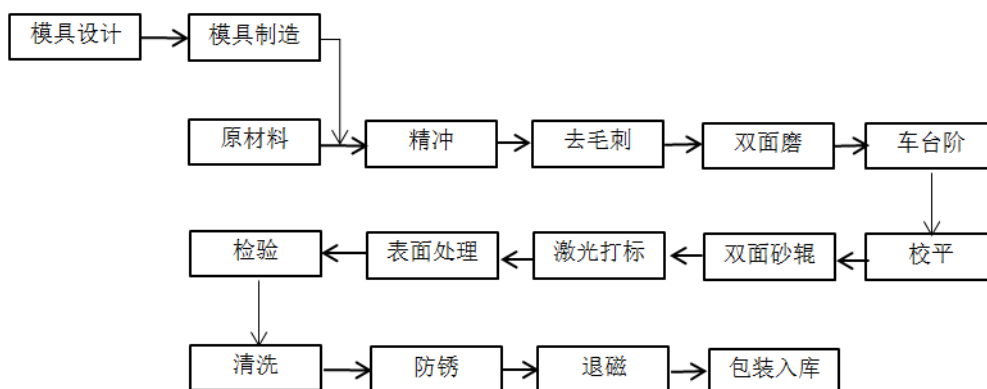 模具设计
模具制造
原材料
精冲
去毛刺
双面磨
车台阶
检验
表面处理
激光打标
双面砂辊
校平
清洗
防锈
退磁
包装入库